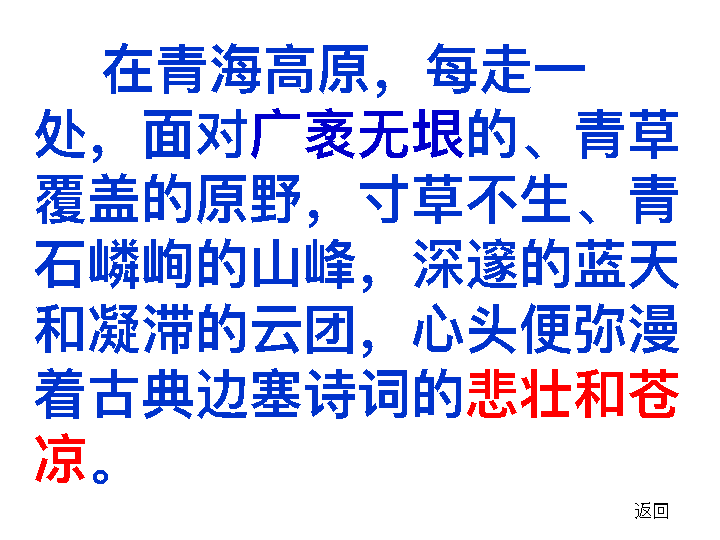 在青海高原，每走一
处，面对广袤无垠的、青草
覆盖的原野，寸草不生、青
石嶙峋的山峰，深邃的蓝天
和凝滞的云团，心头便弥漫
着古典边塞诗词的悲壮和苍
凉。
返回